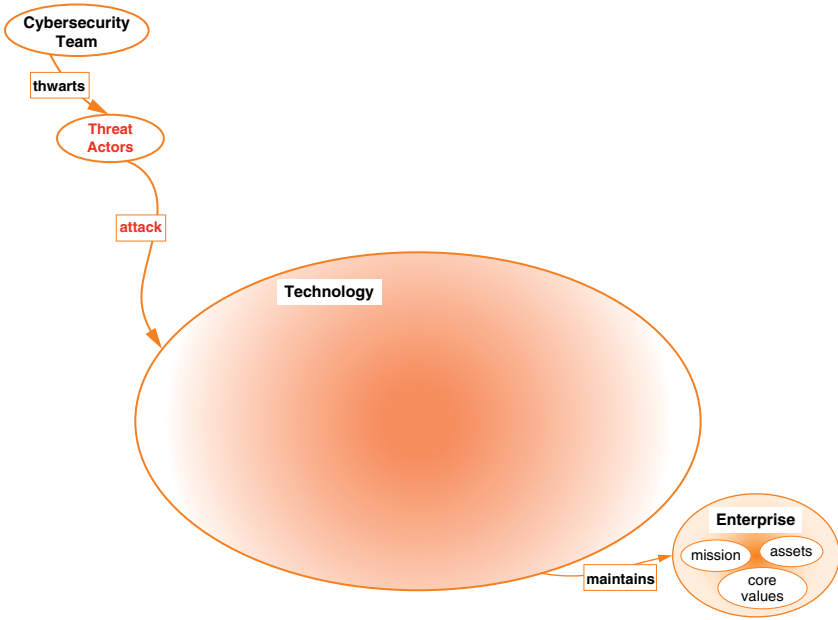 Cybersecurity
Team
thwarts
Threat
Actors
attack
Technology
Enterprise
mission
assets
core
values
maintains